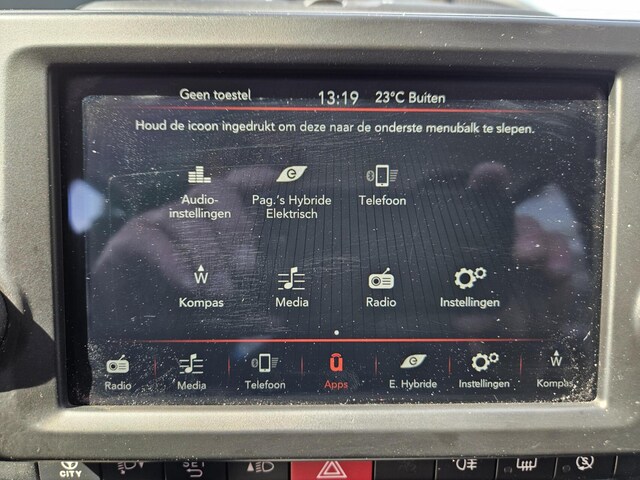 Geen toestel 13:19 23°C Buiten
Houd de icoon ingedrukt om deze naar de onderste menubalk te slepen.
Audio-
instellingen
Pag.'s Hybride
Elektrisch
Telefoon
W
Kompas
Media
Radio
Instellingen
Radio
Media
Telefoon
Apps
E. Hybride
Instellingen
W
Kompas
CITY
SET